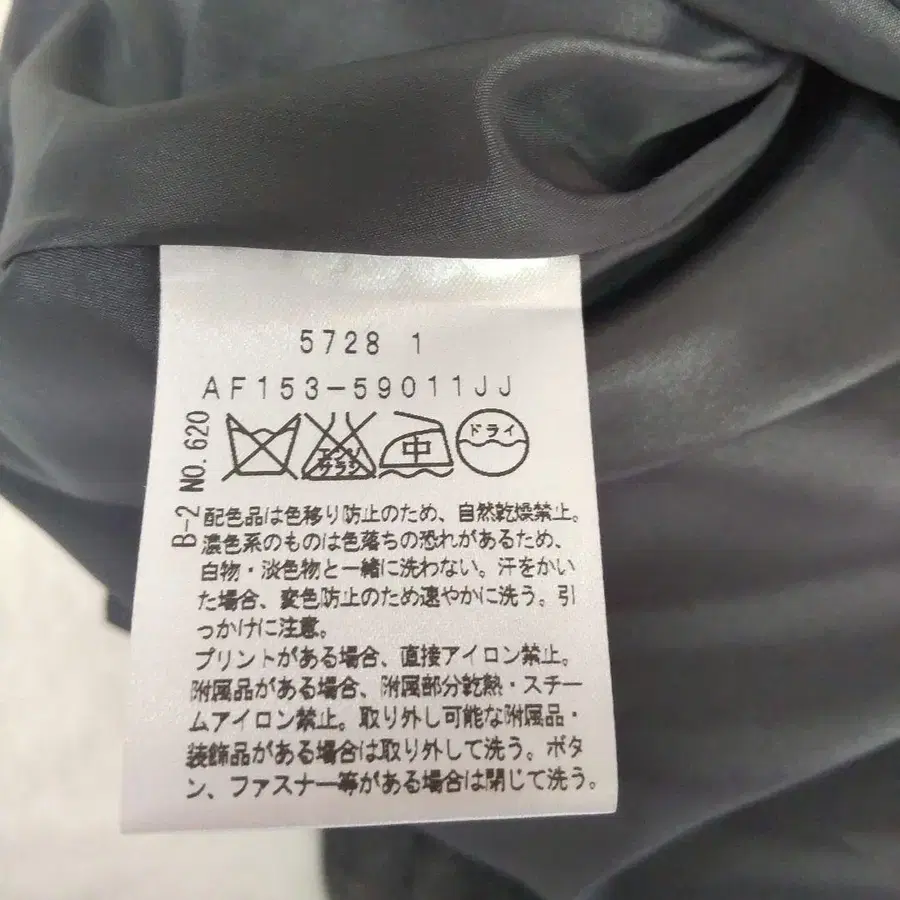 5728 1
AF153-59011JJ
B-2 NO.620
エンソ
サラシ
中
ドライ
配色品は色移り防止のため、自然乾燥禁止。
濃色系のものは色落ちの恐れがあるため、
白物・淡色物と一緒に洗わない。汗をかい
た場合、変色防止のため速やかに洗う。引
っかけに注意。
プリントがある場合、直接アイロン禁止。
附属品がある場合、附属部分乾熱・スチー
ムアイロン禁止。取り外し可能な附属品・
装飾品がある場合は取り外して洗う。ボタ
ン、ファスナー等がある場合は閉じて洗う。